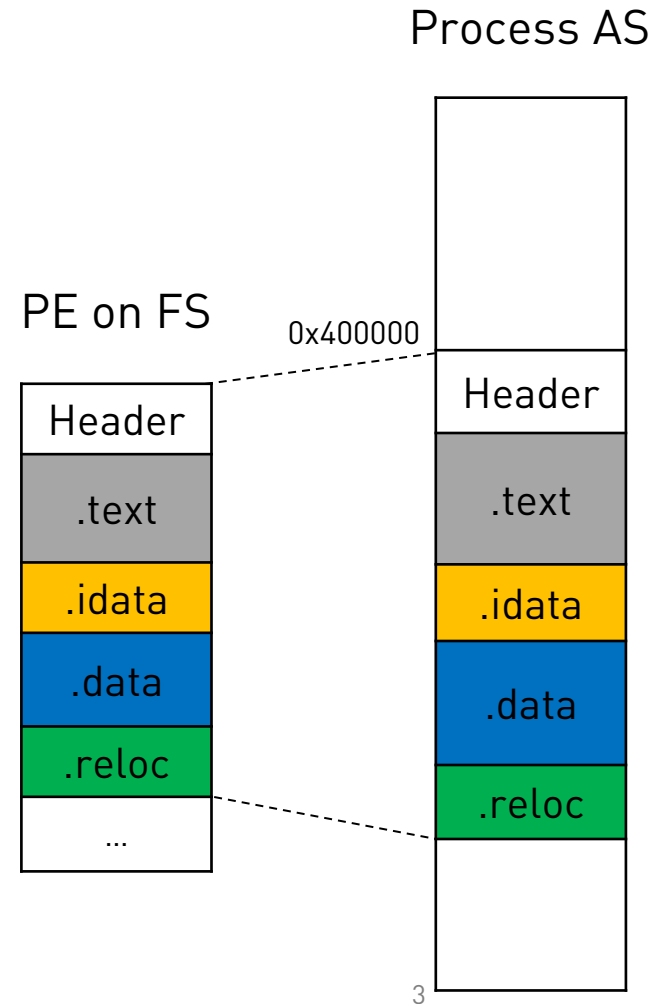 Process AS
PE on FS
0x400000
Header
.text
.idata
.data
.reloc
...
Header
.text
.idata
.data
.reloc
3